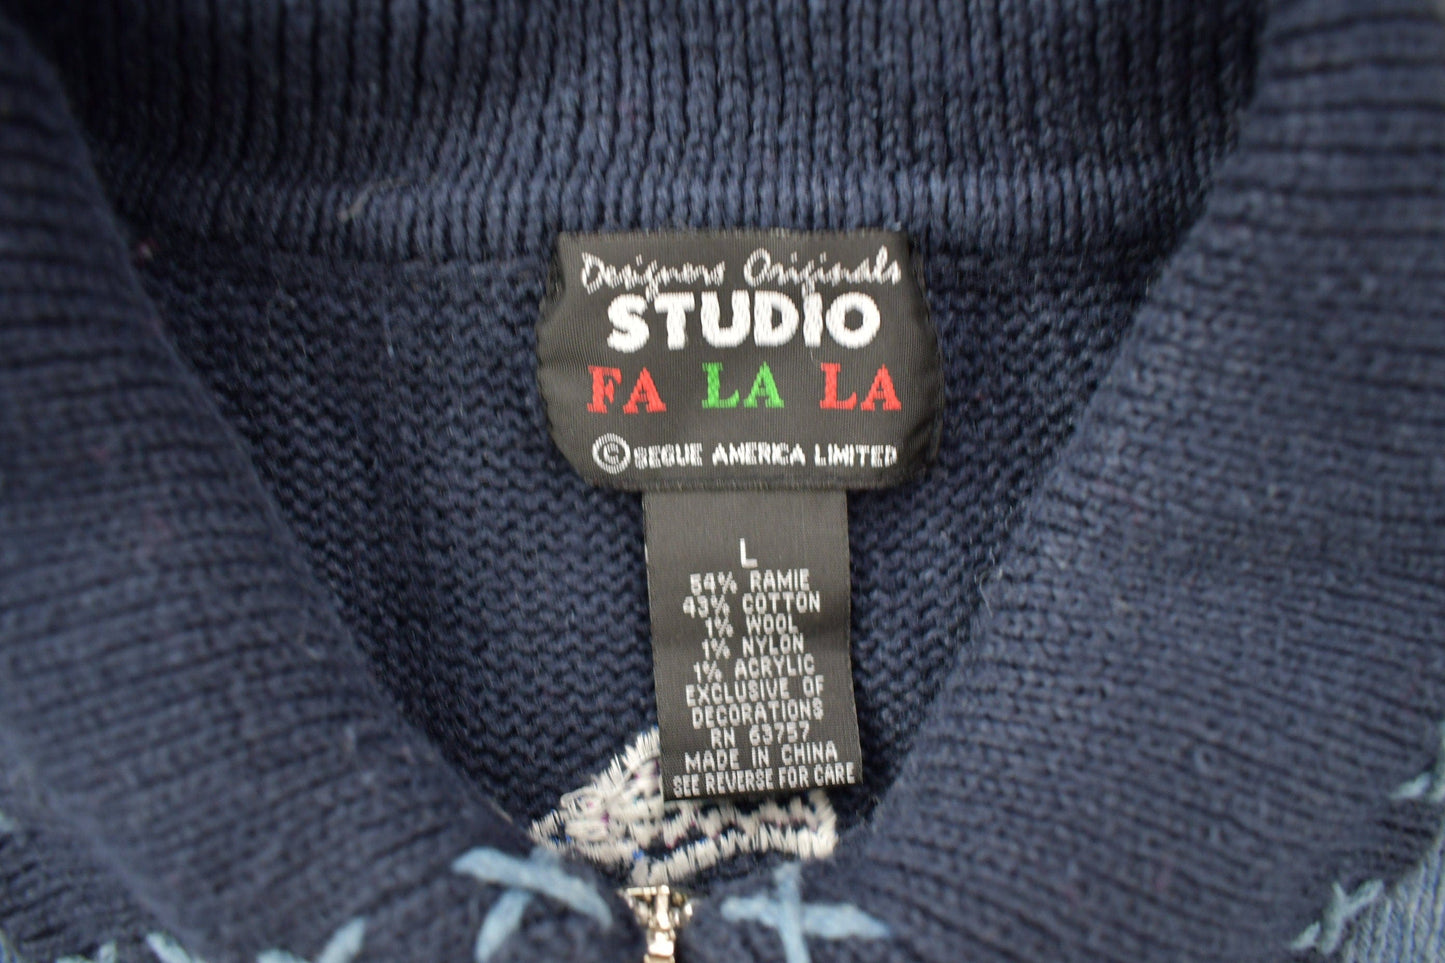 Designers Originals
STUDIO
FA LA LA
© SEGUE AMERICA LIMITED
L
54% RAMIE
43% COTTON
1% WOOL
1% NYLON
1% ACRYLIC
EXCLUSIVE OF
DECORATIONS
RN 63757
MADE IN CHINA
SEE REVERSE FOR CARE